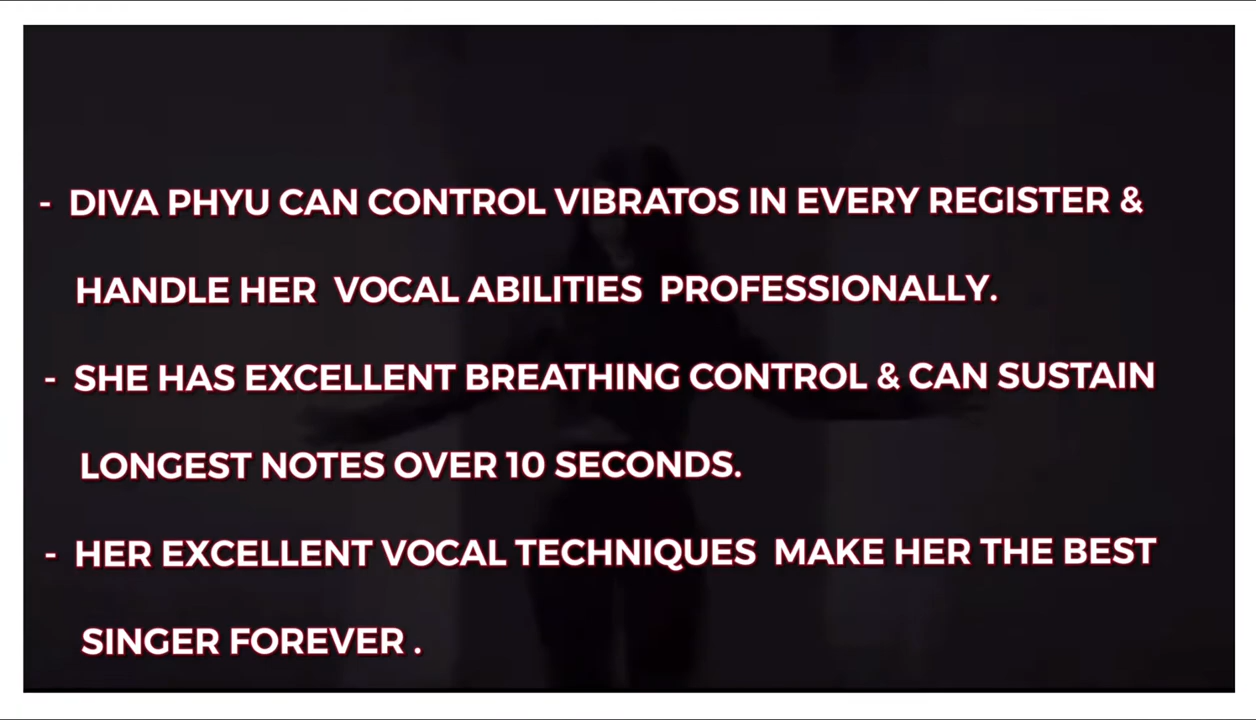 - DIVA PHYU CAN CONTROL VIBRATOS IN EVERY REGISTER &
HANDLE HER VOCAL ABILITIES PROFESSIONALLY.
- SHE HAS EXCELLENT BREATHING CONTROL & CAN SUSTAIN
LONGEST NOTES OVER 10 SECONDS.
- HER EXCELLENT VOCAL TECHNIQUES MAKE HER THE BEST
SINGER FOREVER .